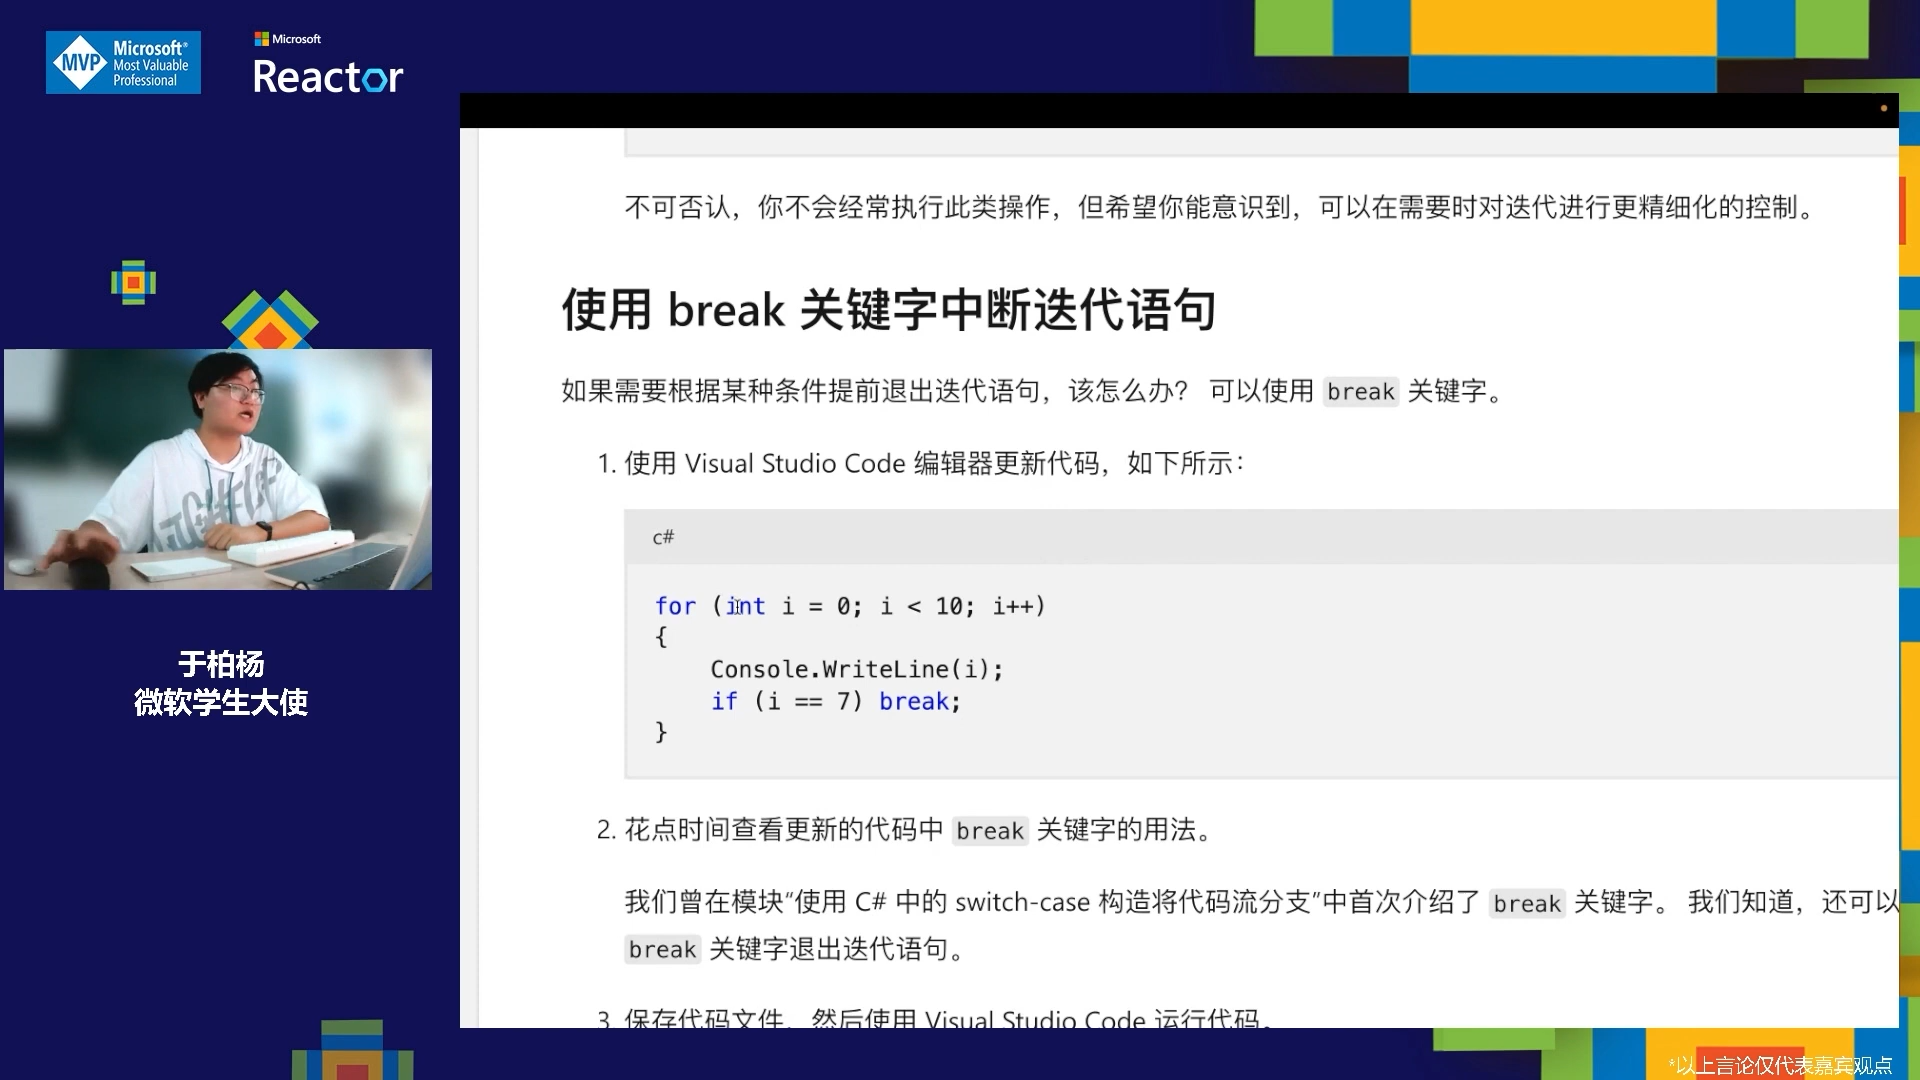 MVP
Microsoft®
Most Valuable
Professional
Microsoft
Reactor
不可否认，你不会经常执行此类操作，但希望你能意识到，可以在需要时对迭代进行更精细化的控制。
使用 break 关键字中断迭代语句
如果需要根据某种条件提前退出迭代语句，该怎么办？ 可以使用 break 关键字。
1. 使用 Visual Studio Code 编辑器更新代码，如下所示：
c#
for (int i = 0; i < 10; i++)
{
Console.WriteLine(i);
if (i == 7) break;
}
2. 花点时间查看更新的代码中 break 关键字的用法。
我们曾在模块“使用 C# 中的 switch-case 构造将代码流分支”中首次介绍了 break 关键字。 我们知道，还可以
break 关键字退出迭代语句。
3. 保存代码文件，然后使用 Visual Studio Code 运行代码。
于柏杨
微软学生大使
*以上言论仅代表嘉宾观点